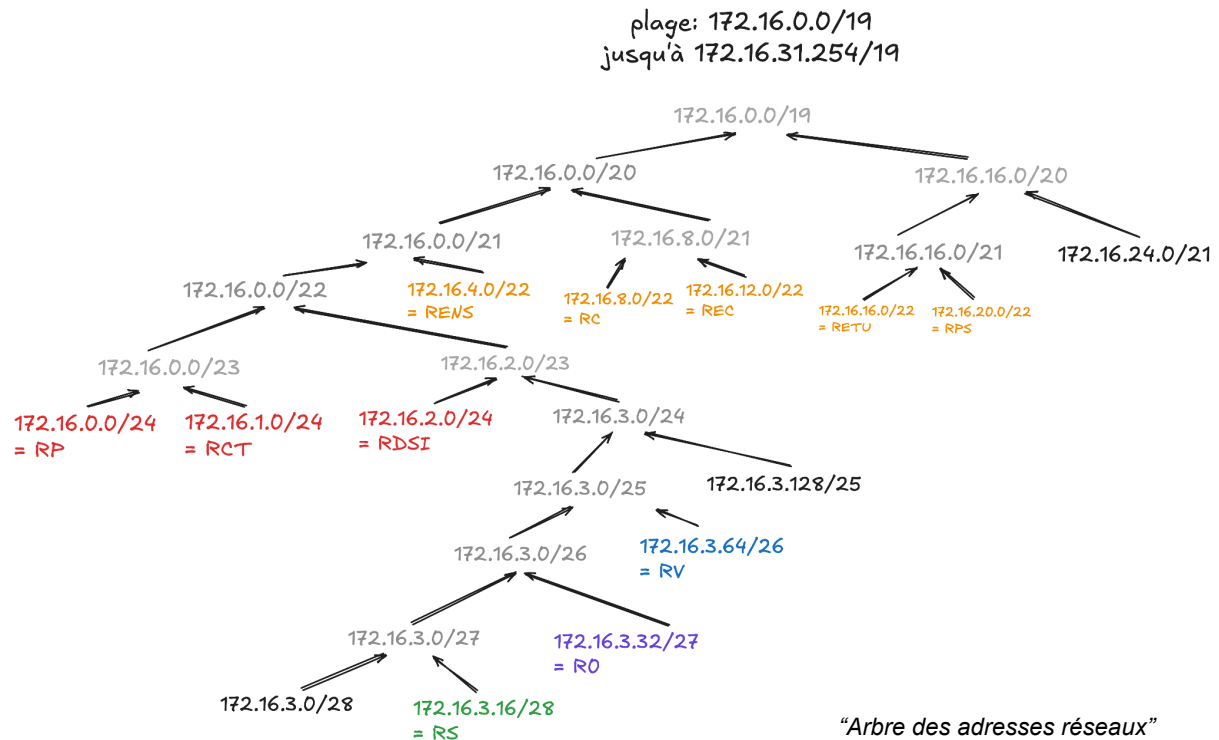 plage: 172.16.0.0/19
jusqu'à 172.16.31.254/19
172.16.0.0/19
172.16.0.0/20
172.16.16.0/20
172.16.0.0/21
172.16.8.0/21
172.16.16.0/21
172.16.24.0/21
172.16.0.0/22
172.16.4.0/22
= RENS
172.16.8.0/22
= RC
172.16.12.0/22
= REC
172.16.16.0/22
= RETU
172.16.20.0/22
= RPS
172.16.0.0/23
172.16.2.0/23
172.16.0.0/24
= RP
172.16.1.0/24
= RCT
172.16.2.0/24
= RDSI
172.16.3.0/24
172.16.3.0/25
172.16.3.128/25
172.16.3.0/26
172.16.3.64/26
= RV
172.16.3.0/27
172.16.3.32/27
= RO
172.16.3.0/28
172.16.3.16/28
= RS
“Arbre des adresses réseaux”